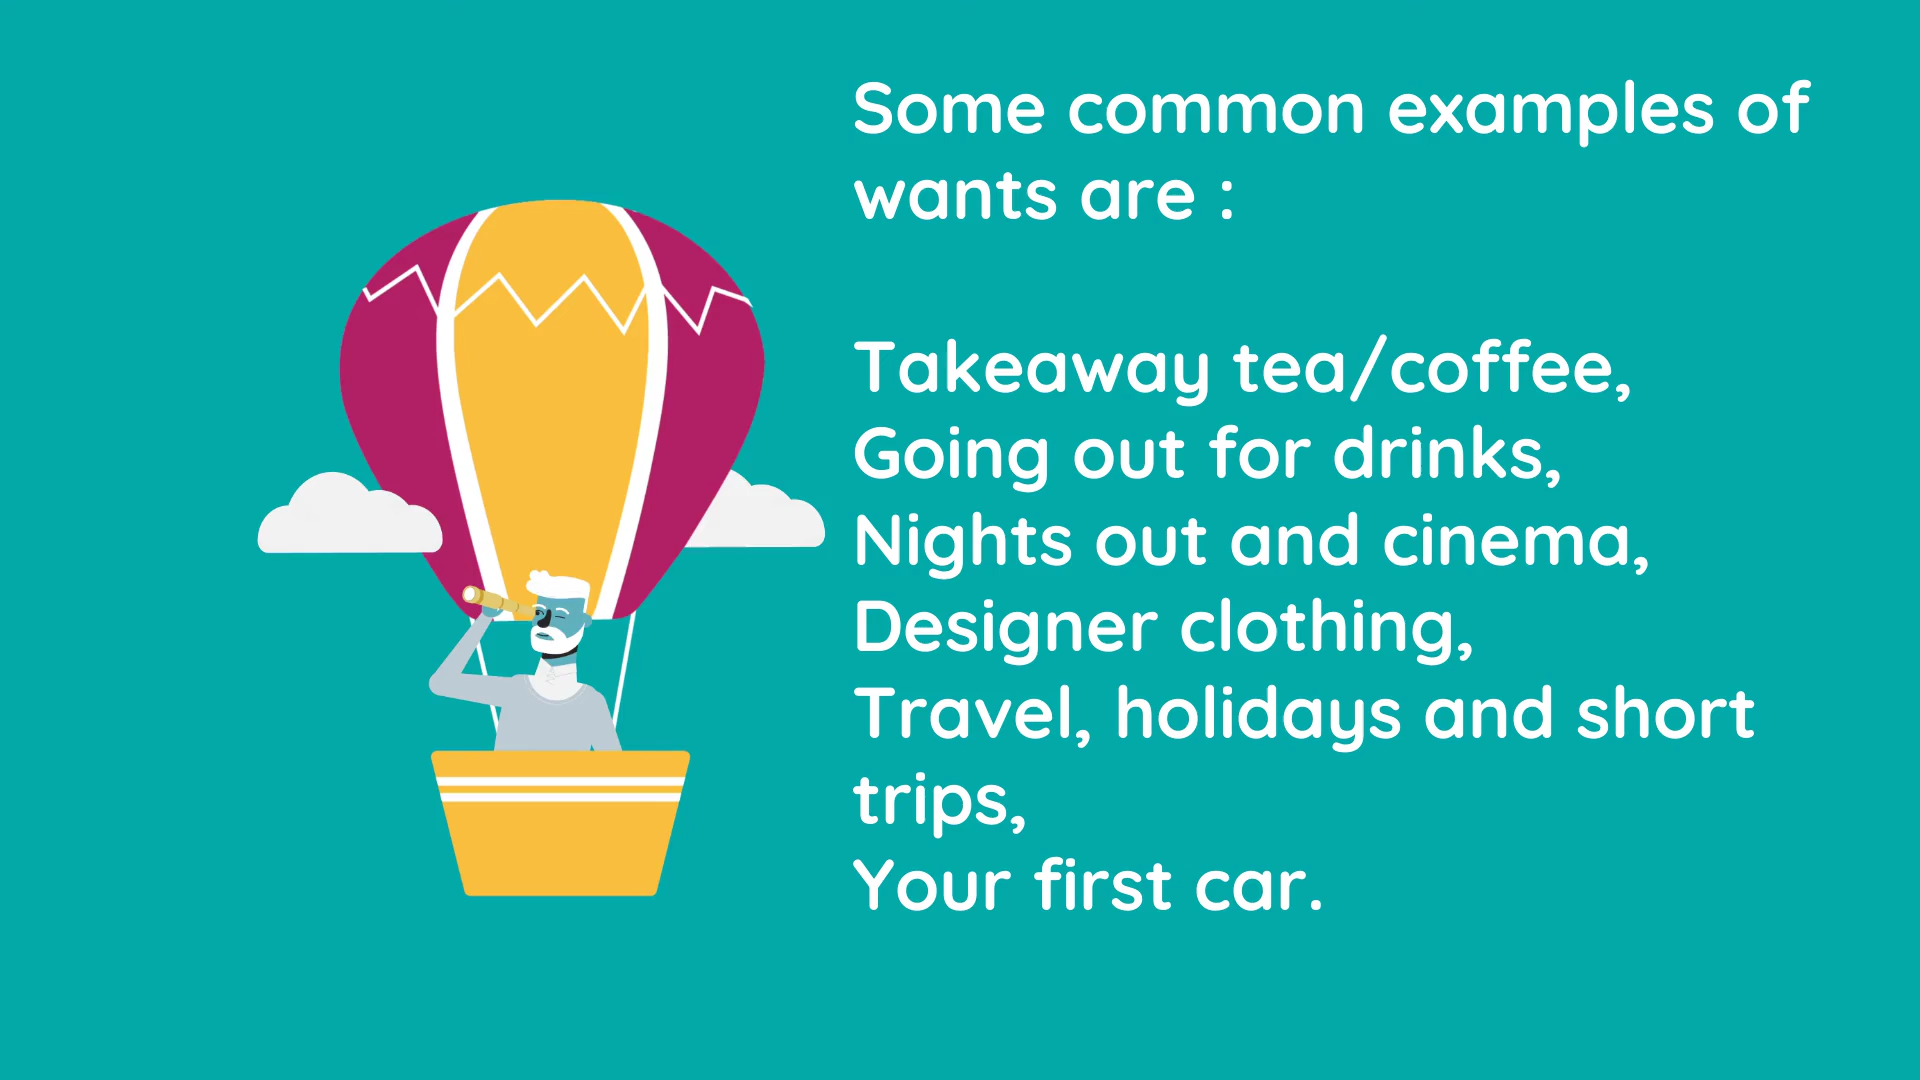 Some common examples of
wants are :
Takeaway tea/coffee,
Going out for drinks,
Nights out and cinema,
Designer clothing,
Travel, holidays and short
trips,
Your first car.